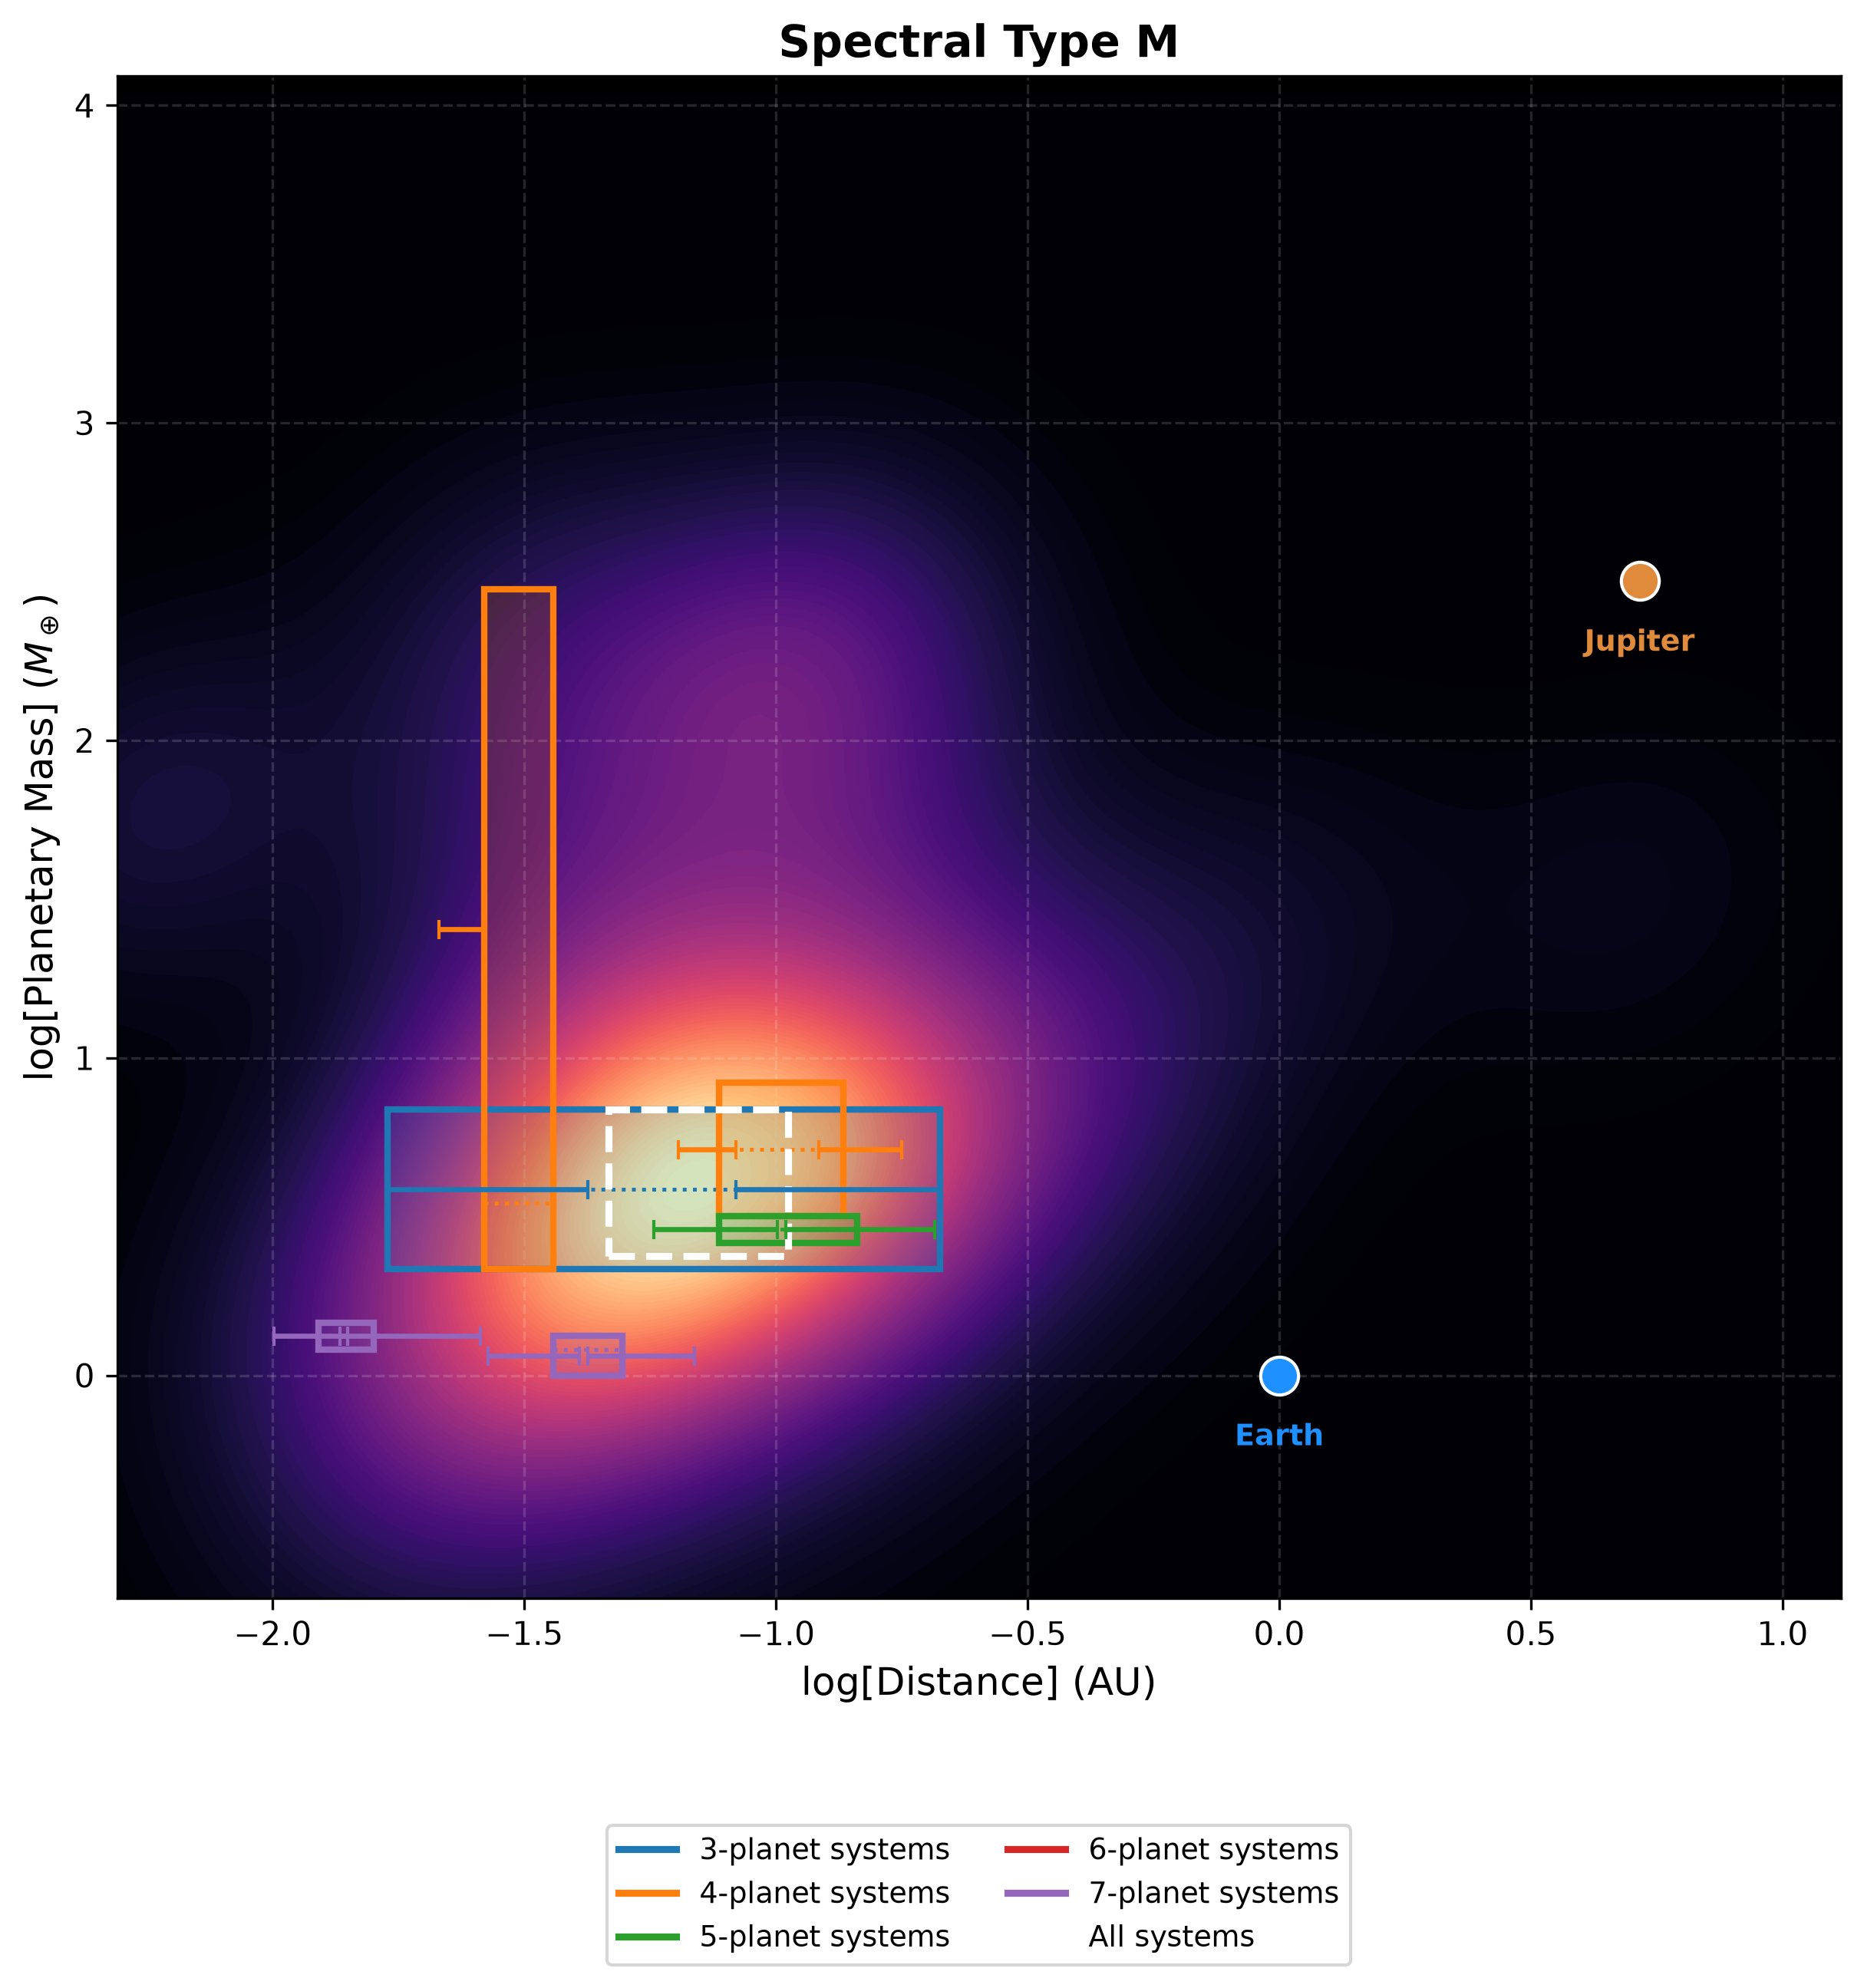 Spectral Type M
4
3
2
1
0
log[Planetary Mass] (M⊕)
Jupiter
Earth
−2.0 −1.5 −1.0 −0.5 0.0 0.5 1.0
log[Distance] (AU)
3-planet systems
4-planet systems
5-planet systems
6-planet systems
7-planet systems
All systems